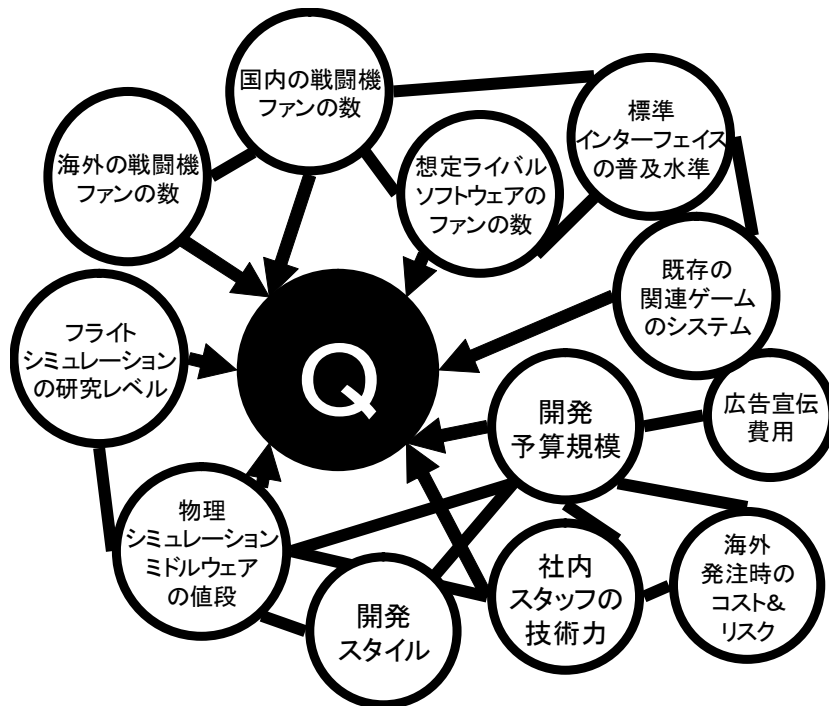 国内の戦闘機
ファンの数
標準
インターフェイス
の普及水準
海外の戦闘機
ファンの数
想定ライバル
ソフトウェアの
ファンの数
既存の
関連ゲーム
のシステム
フライト
シミュレーション
の研究レベル
Q
開発
予算規模
広告宣伝
費用
物理
シミュレーション
ミドルウェア
の値段
開発
スタイル
社内
スタッフの
技術力
海外
発注時の
コスト&
リスク